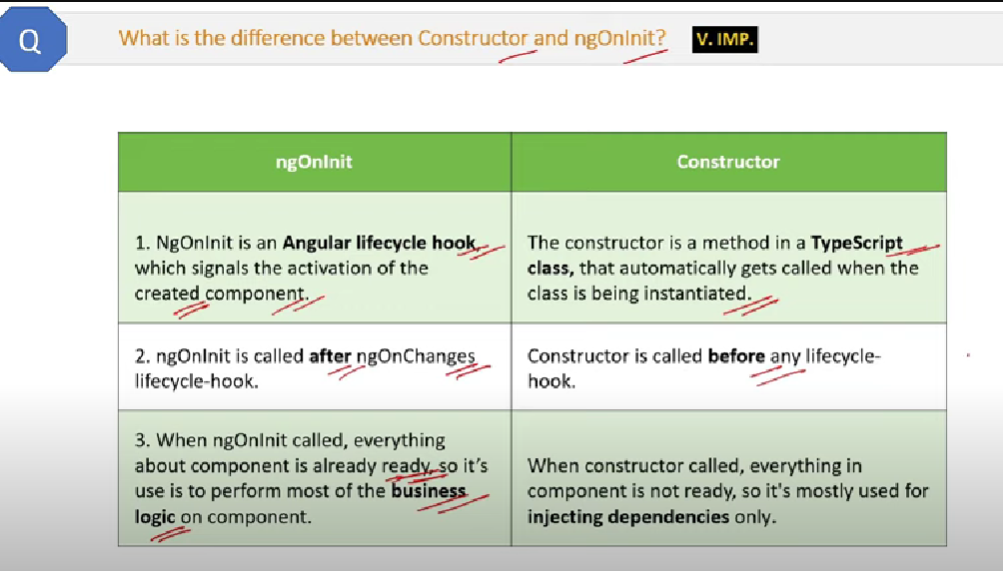 Q
What is the difference between Constructor and ngOnInit?
V. IMP.
ngOnInit
Constructor
1. NgOnInit is an Angular lifecycle hook,
which signals the activation of the
created component.
The constructor is a method in a TypeScript
class, that automatically gets called when the
class is being instantiated.
2. ngOnInit is called after ngOnChanges
lifecycle-hook.
Constructor is called before any lifecycle-
hook.
3. When ngOnInit called, everything
about component is already ready, so it's
use is to perform most of the business
logic on component.
When constructor called, everything in
component is not ready, so it's mostly used for
injecting dependencies only.